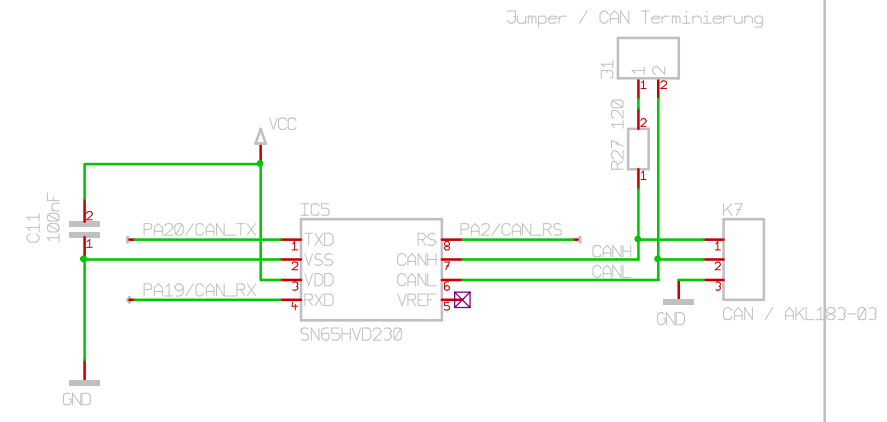 Jumper / CAN Terminierung
J1
1 2
1 2
R27 120
2
1
VCC
C11
100nF
2
1
GND
IC5
PA20/CAN_TX
PA19/CAN_RX
1 TXD
2 VSS
3 VDD
4 RXD
RS 8
CANH 7
CANL 6
VREF 5
SN65HVD230
PA2/CAN_RS
CANH
CANL
K7
1
2
3
GND
CAN / AKL183-03